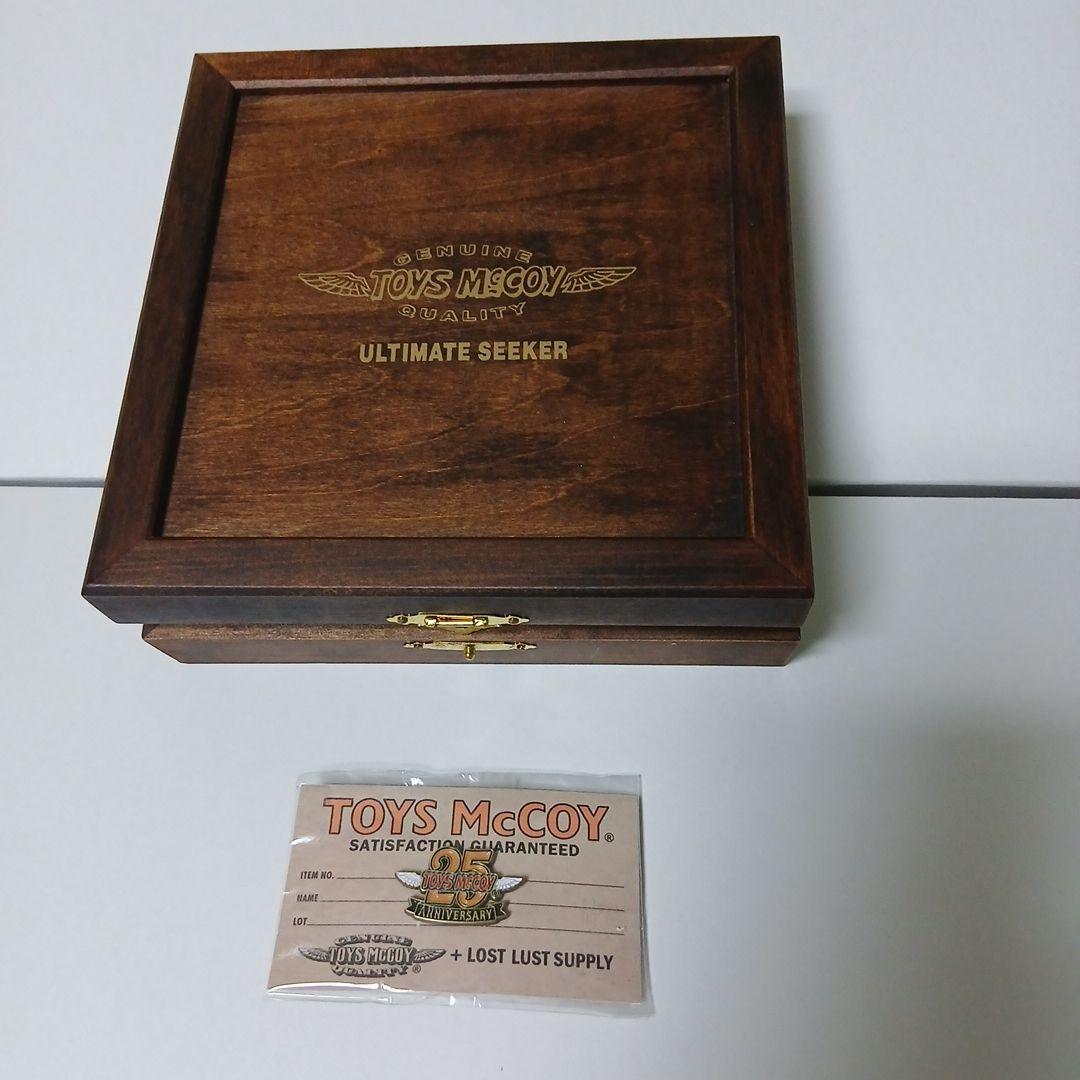 GENUINE
TOYS McCOY
QUALITY
ULTIMATE SEEKER
TOYS McCOY®
SATISFACTION GUARANTEED
25
TOYS McCOY
ANNIVERSARY
ITEM NO.
NAME
LOT
GENUINE
TOYS McCOY
QUALITY®
+ LOST LUST SUPPLY